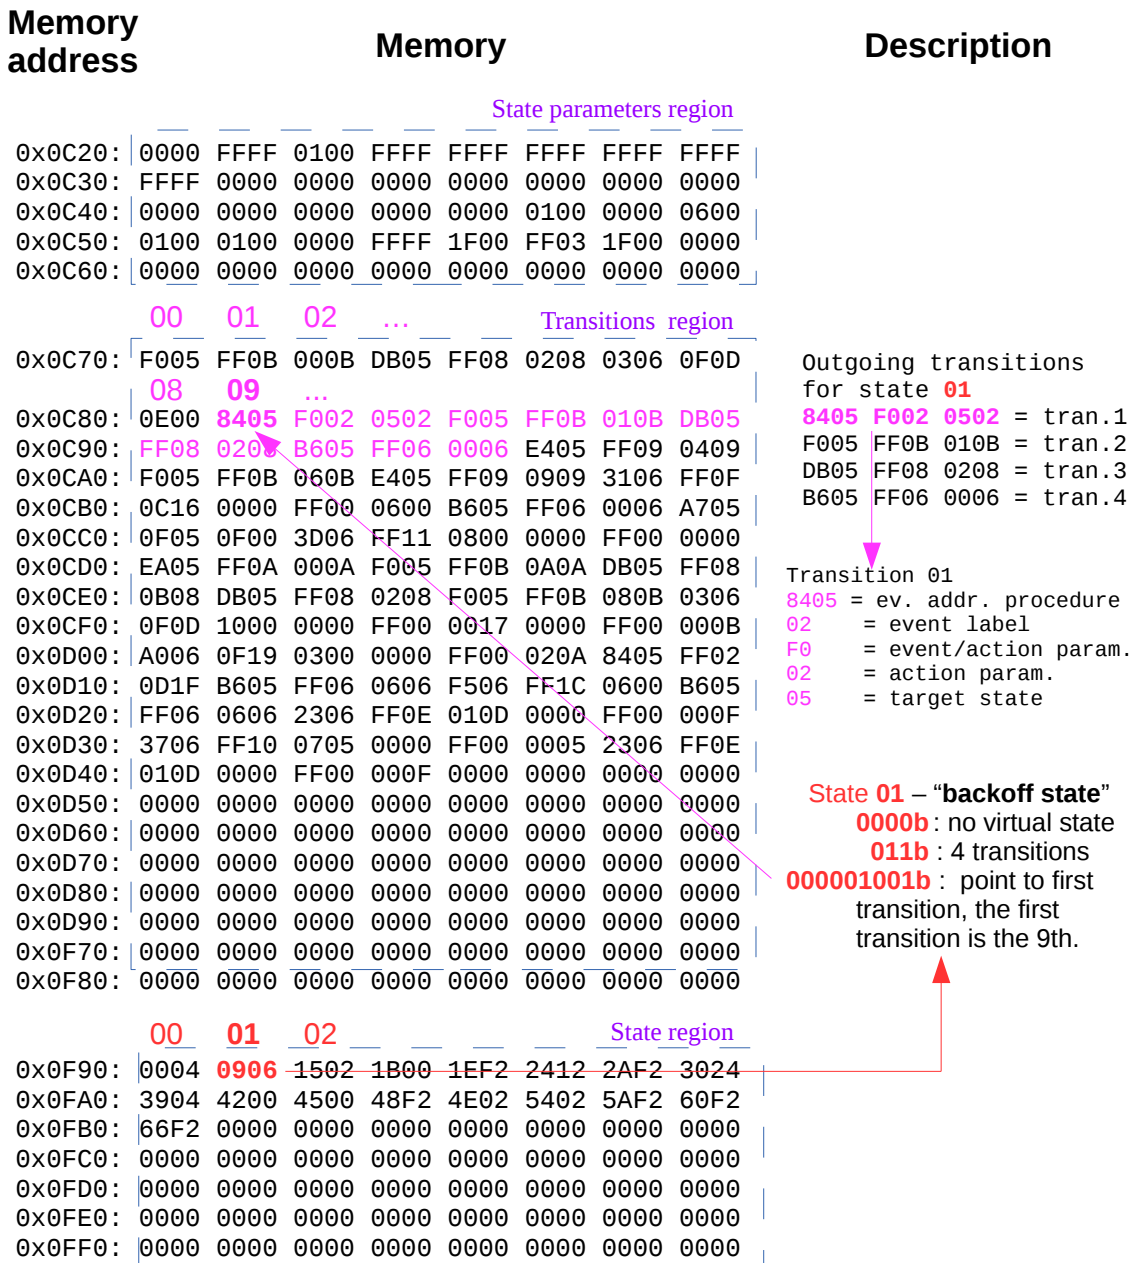 Memory address
Memory
Description
State parameters region
0x0C20: 0000 FFFF 0100 FFFF FFFF FFFF FFFF FFFF
0x0C30: FFFF 0000 0000 0000 0000 0000 0000 0000
0x0C40: 0000 0000 0000 0000 0000 0100 0000 0600
0x0C50: 0100 0100 0000 FFFF 1F00 FF03 1F00 0000
0x0C60: 0000 0000 0000 0000 0000 0000 0000 0000
00 01 02 ...
Transitions region
0x0C70: F005 FF0B 000B DB05 FF08 0208 0306 0F0D
08 09 ...
0x0C80: 0E00 8405 F002 0502 F005 FF0B 010B DB05
0x0C90: FF08 0208 B605 FF06 0006 E405 FF09 0409
0x0CA0: F005 FF0B 060B E405 FF09 0909 3106 FF0F
0x0CB0: 0C16 0000 FF00 0600 B605 FF06 0006 A705
0x0CC0: 0F05 0F00 3D06 FF11 0800 0000 FF00 0000
0x0CD0: EA05 FF0A 000A F005 FF0B 0A0A DB05 FF08
0x0CE0: 0B08 DB05 FF08 0208 F005 FF0B 080B 0306
0x0CF0: 0F0D 1000 0000 FF00 0017 0000 FF00 000B
0x0D00: A006 0F19 0300 0000 FF00 020A 8405 FF02
0x0D10: 0D1F B605 FF06 0606 F506 FF1C 0600 B605
0x0D20: FF06 0606 2306 FF0E 010D 0000 FF00 000F
0x0D30: 3706 FF10 0705 0000 FF00 0005 2306 FF0E
0x0D40: 010D 0000 FF00 000F 0000 0000 0000 0000
0x0D50: 0000 0000 0000 0000 0000 0000 0000 0000
0x0D60: 0000 0000 0000 0000 0000 0000 0000 0000
0x0D70: 0000 0000 0000 0000 0000 0000 0000 0000
0x0D80: 0000 0000 0000 0000 0000 0000 0000 0000
0x0D90: 0000 0000 0000 0000 0000 0000 0000 0000
0x0F70: 0000 0000 0000 0000 0000 0000 0000 0000
0x0F80: 0000 0000 0000 0000 0000 0000 0000 0000
Outgoing transitions
for state 01
8405 F002 0502 = tran.1
F005 FF0B 010B = tran.2
DB05 FF08 0208 = tran.3
B605 FF06 0006 = tran.4
Transition 01
8405 = ev. addr. procedure
02 = event label
F0 = event/action param.
02 = action param.
05 = target state
State 01 – “backoff state”
0000b : no virtual state
011b : 4 transitions
000001001b : point to first
transition, the first
transition is the 9th.
00 01 02
State region
0x0F90: 0004 0906 1502 1B00 1EF2 2412 2AF2 3024
0x0FA0: 3904 4200 4500 48F2 4E02 5402 5AF2 60F2
0x0FB0: 66F2 0000 0000 0000 0000 0000 0000 0000
0x0FC0: 0000 0000 0000 0000 0000 0000 0000 0000
0x0FD0: 0000 0000 0000 0000 0000 0000 0000 0000
0x0FE0: 0000 0000 0000 0000 0000 0000 0000 0000
0x0FF0: 0000 0000 0000 0000 0000 0000 0000 0000